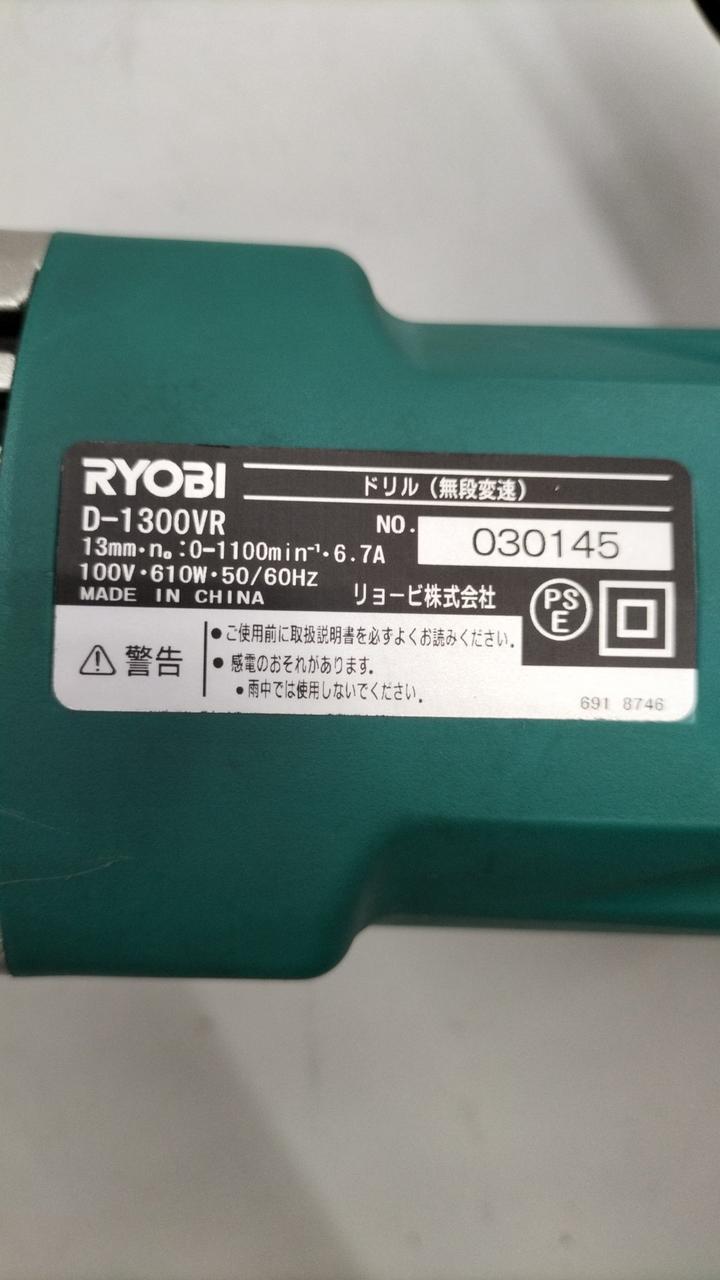 RYOBI ドリル（無段変速）
D-1300VR NO. 030145
13mm・n₀:0-1100min⁻¹・6.7A
100V・610W・50/60Hz
MADE IN CHINA リョービ株式会社
PS
E
警告
●ご使用前に取扱説明書を必ずよくお読みください。
●感電のおそれがあります。
●雨中では使用しないでください。
691 8746